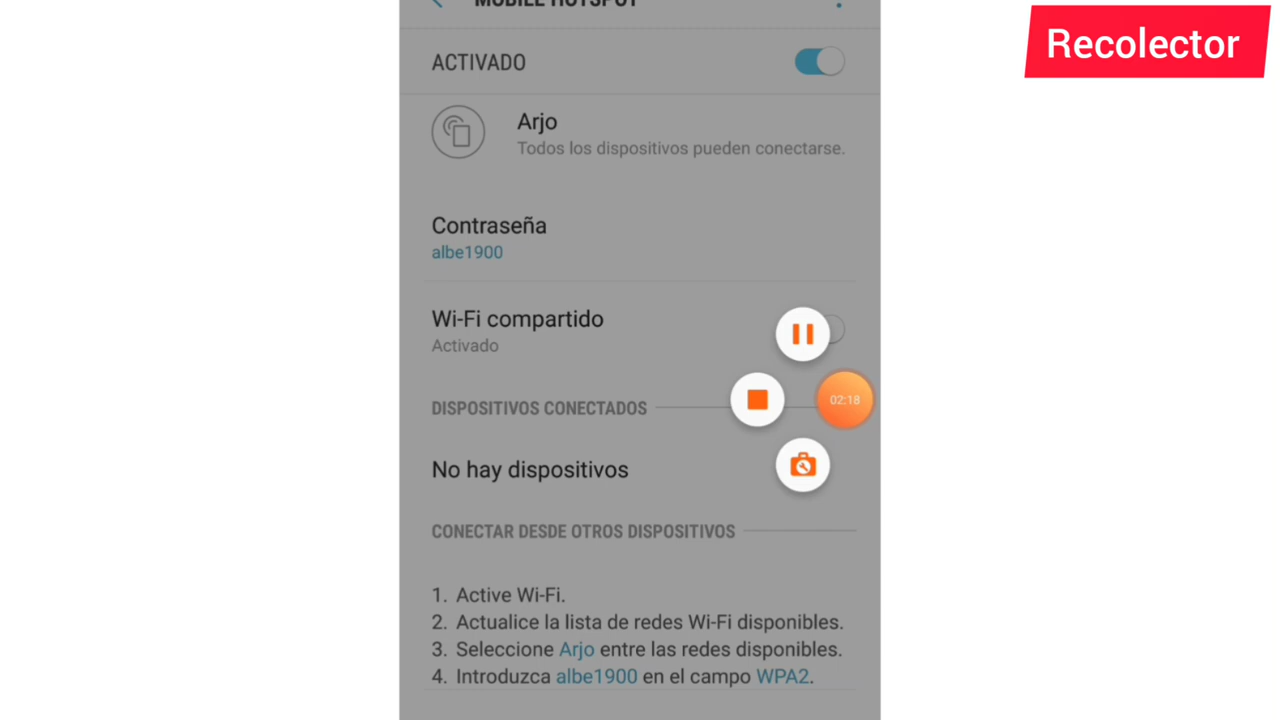 MOBILE HOTSPOT
Recolector
ACTIVADO
Arjo
Todos los dispositivos pueden conectarse.
Contraseña
albe1900
Wi-Fi compartido
Activado
DISPOSITIVOS CONECTADOS
02:18
No hay dispositivos
CONECTAR DESDE OTROS DISPOSITIVOS
1. Active Wi-Fi.
2. Actualice la lista de redes Wi-Fi disponibles.
3. Seleccione Arjo entre las redes disponibles.
4. Introduzca albe1900 en el campo WPA2.